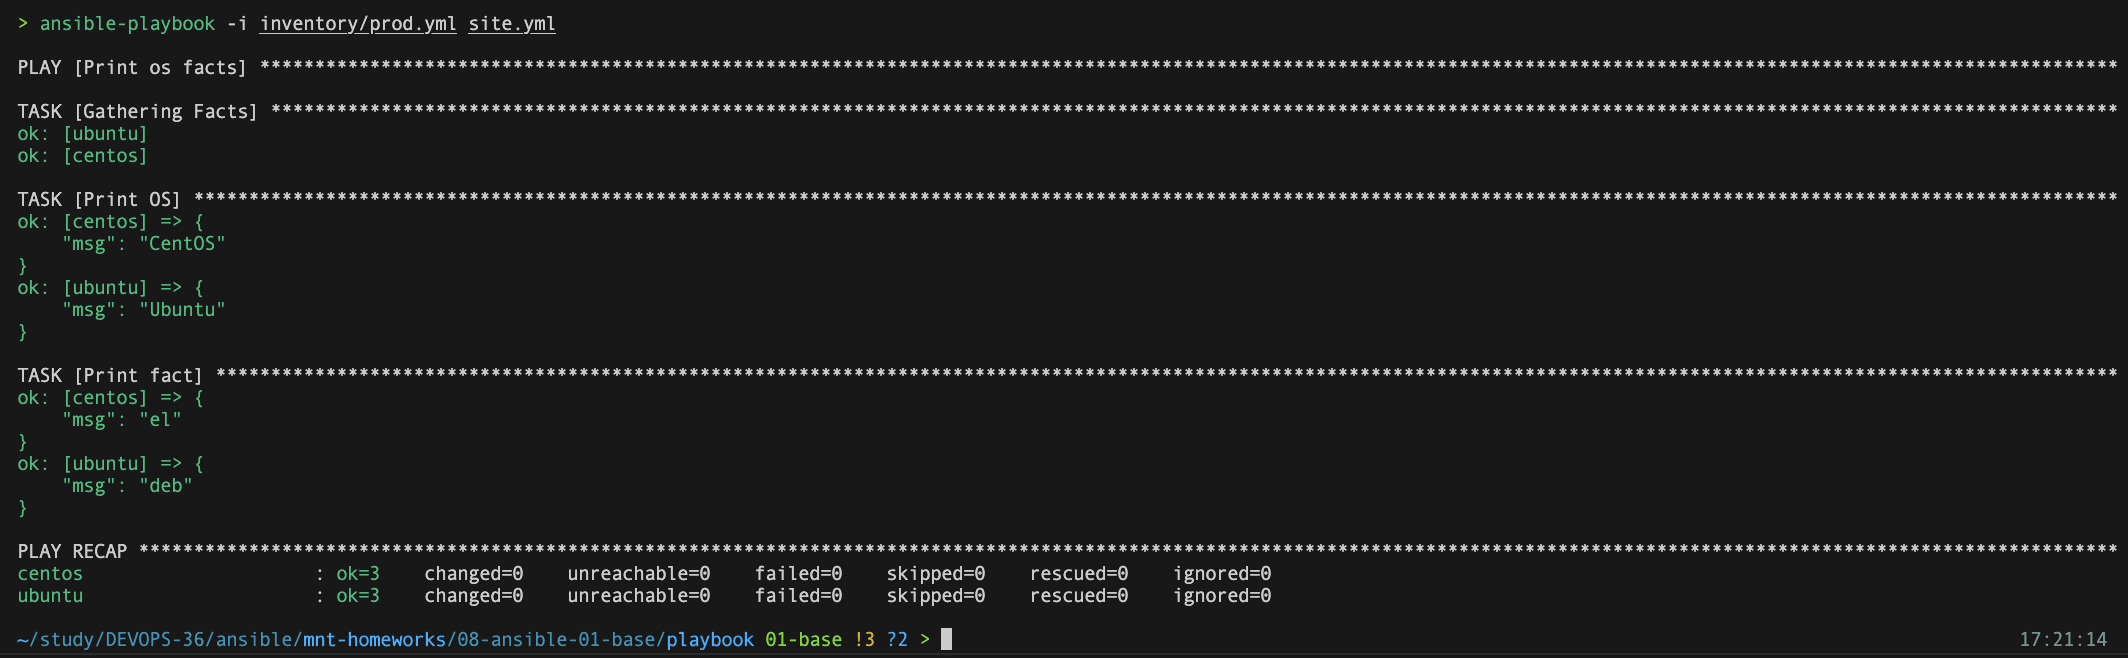 > ansible-playbook -i inventory/prod.yml site.yml
PLAY [Print os facts] ****************************************************************************************************************************************************************************
TASK [Gathering Facts] ***************************************************************************************************************************************************************************
ok: [ubuntu]
ok: [centos]
TASK [Print OS] **********************************************************************************************************************************************************************************
ok: [centos] => {
    "msg": "CentOS"
}
ok: [ubuntu] => {
    "msg": "Ubuntu"
}
TASK [Print fact] ********************************************************************************************************************************************************************************
ok: [centos] => {
    "msg": "el"
}
ok: [ubuntu] => {
    "msg": "deb"
}
PLAY RECAP ***************************************************************************************************************************************************************************************
centos                     : ok=3    changed=0    unreachable=0    failed=0    skipped=0    rescued=0    ignored=0
ubuntu                     : ok=3    changed=0    unreachable=0    failed=0    skipped=0    rescued=0    ignored=0
~/study/DEVOPS-36/ansible/mnt-homeworks/08-ansible-01-base/playbook 01-base !3 ?2 > 17:21:14